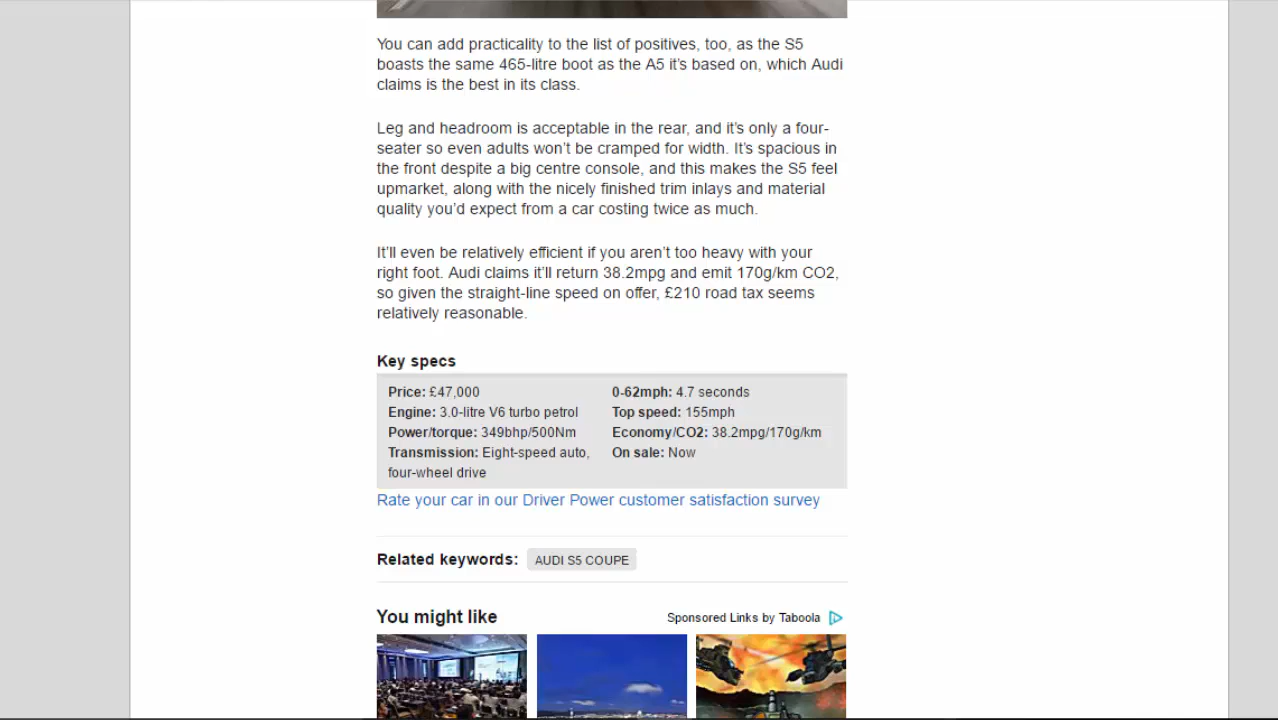 You can add practicality to the list of positives, too, as the S5
boasts the same 465-litre boot as the A5 it's based on, which Audi
claims is the best in its class.
Leg and headroom is acceptable in the rear, and it's only a four-
seater so even adults won't be cramped for width. It's spacious in
the front despite a big centre console, and this makes the S5 feel
upmarket, along with the nicely finished trim inlays and material
quality you'd expect from a car costing twice as much.
It'll even be relatively efficient if you aren't too heavy with your
right foot. Audi claims it'll return 38.2mpg and emit 170g/km CO2,
so given the straight-line speed on offer, £210 road tax seems
relatively reasonable.
Key specs
Price: £47,000
Engine: 3.0-litre V6 turbo petrol
Power/torque: 349bhp/500Nm
Transmission: Eight-speed auto,
four-wheel drive
0-62mph: 4.7 seconds
Top speed: 155mph
Economy/CO2: 38.2mpg/170g/km
On sale: Now
Rate your car in our Driver Power customer satisfaction survey
Related keywords: AUDI S5 COUPE
You might like
Sponsored Links by Taboola